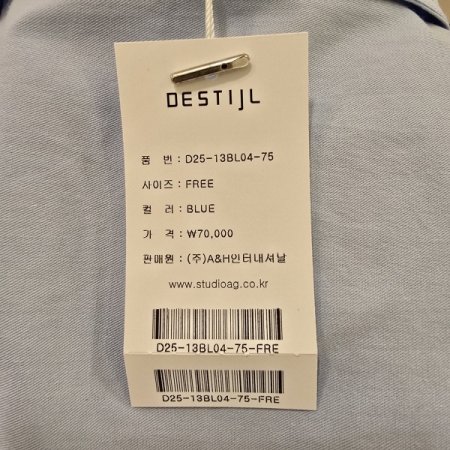 DESTIJL
품 번 : D25-13BL04-75
사이즈 : FREE
컬 러 : BLUE
가 격 : ₩70,000
판매원 : (주)A&H인터내셔날
www.studioag.co.kr
D25-13BL04-75-FRE
D25-13BL04-75-FRE